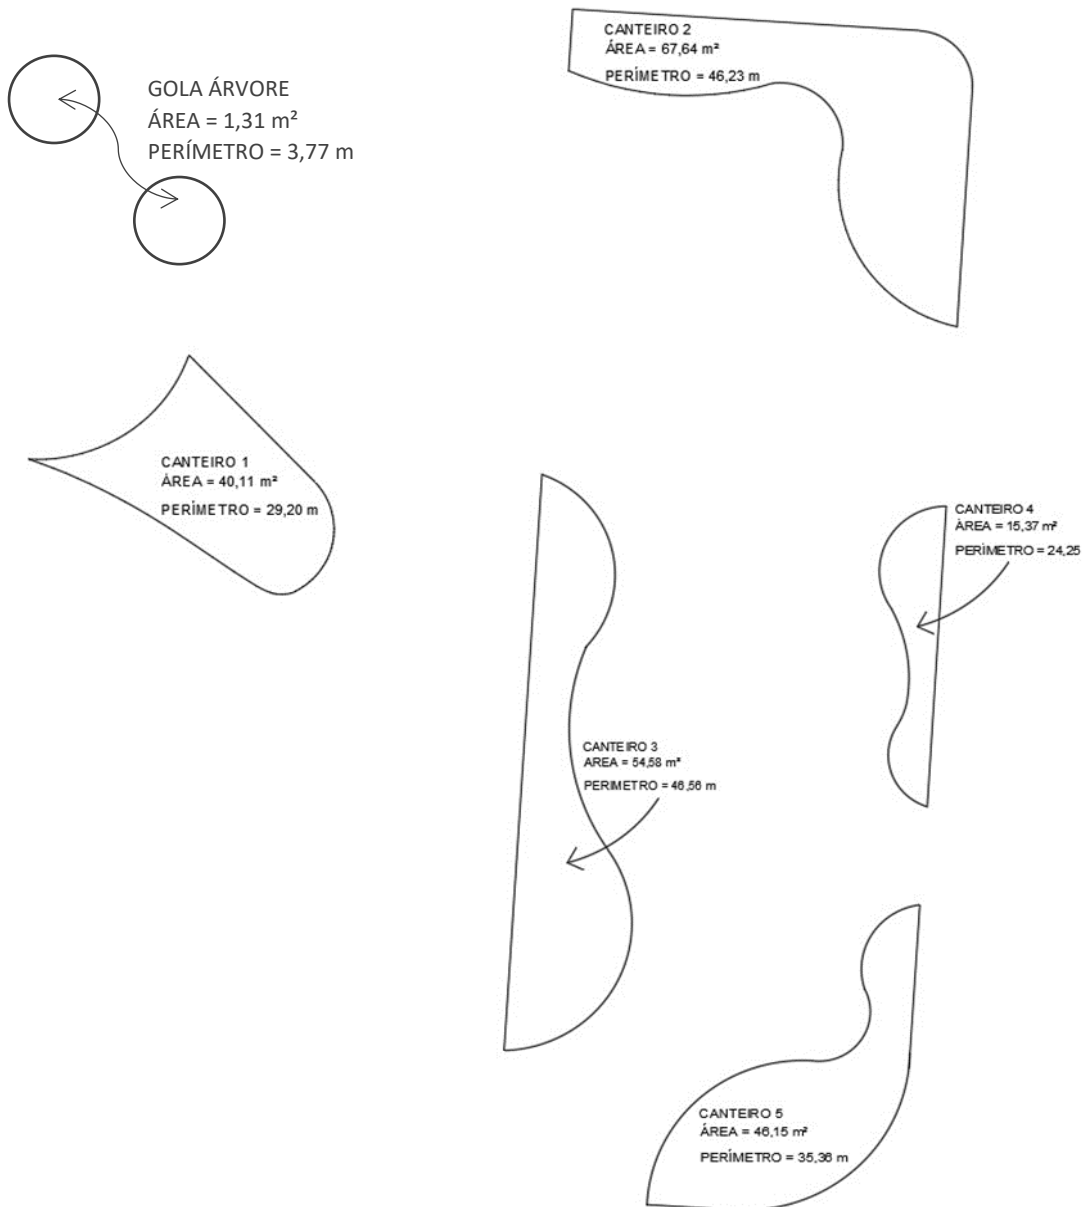 GOLA ÁRVORE
ÁREA = 1,31 m²
PERÍMETRO = 3,77 m
CANTEIRO 2
ÁREA = 67,64 m²
PERÍMETRO = 46,23 m
CANTEIRO 1
ÁREA = 40,11 m²
PERÍMETRO = 29,20 m
CANTEIRO 4
ÁREA = 15,37 m²
PERÍMETRO = 24,25
CANTEIRO 3
ÁREA = 54,58 m²
PERÍMETRO = 46,56 m
CANTEIRO 5
ÁREA = 46,15 m²
PERÍMETRO = 35,36 m